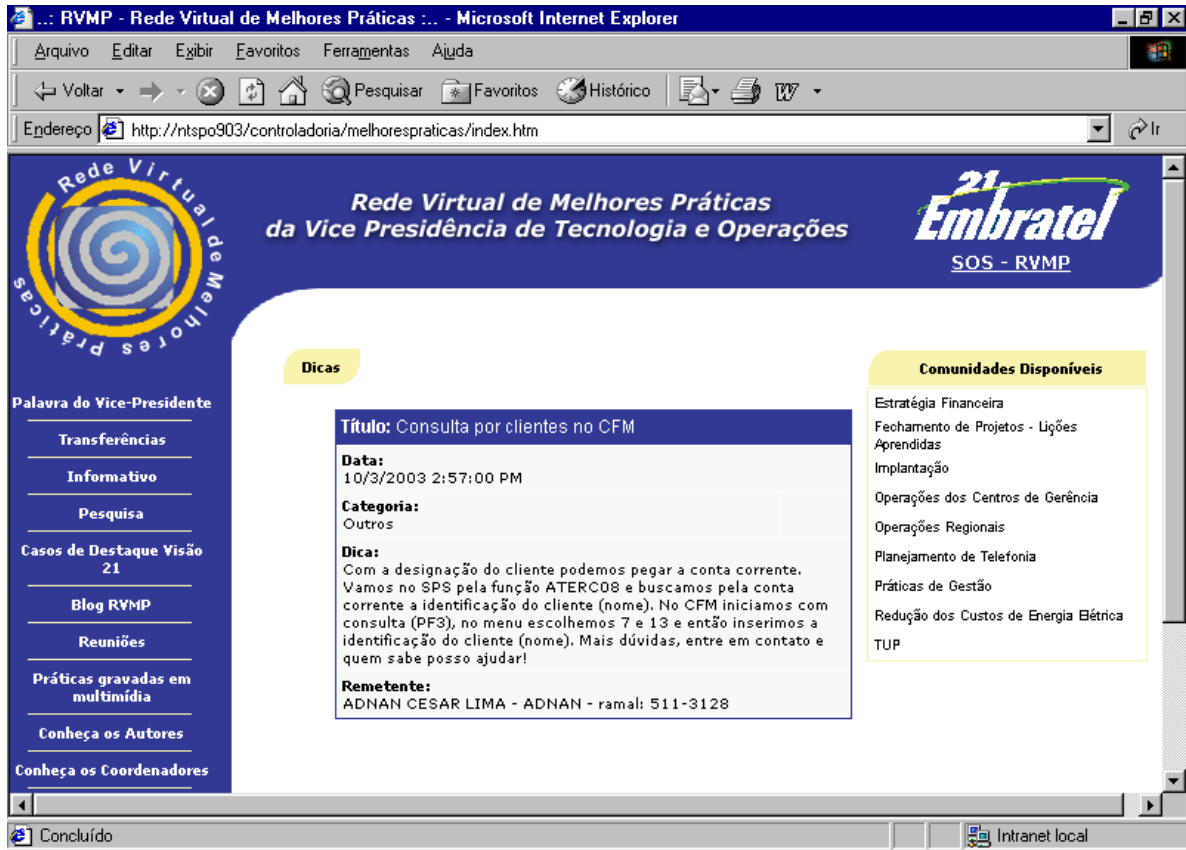 ..: RVMP - Rede Virtual de Melhores Práticas :... - Microsoft Internet Explorer
Arquivo Editar Exibir Favoritos Ferramentas Ajuda
Voltar Pesquisar Favoritos Histórico
Endereço http://ntspo903/controladoria/melhorespraticas/index.htm Ir
Rede Virtual de Melhores Práticas
Rede Virtual de Melhores Práticas
da Vice Presidência de Tecnologia e Operações
21
Embratel
SOS - RVMP
Palavra do Vice-Presidente
Transferências
Informativo
Pesquisa
Casos de Destaque Visão
21
Blog RVMP
Reuniões
Práticas gravadas em
multimídia
Conheça os Autores
Conheça os Coordenadores
Dicas
Título: Consulta por clientes no CFM
Data:
10/3/2003 2:57:00 PM
Categoria:
Outros
Dica:
Com a designação do cliente podemos pegar a conta corrente.
Vamos no SPS pela função ATERC08 e buscamos pela conta
corrente a identificação do cliente (nome). No CFM iniciamos com
consulta (PF3), no menu escolhemos 7 e 13 e então inserimos a
identificação do cliente (nome). Mais dúvidas, entre em contato e
quem sabe posso ajudar!
Remetente:
ADNAN CESAR LIMA - ADNAN - ramal: 511-3128
Comunidades Disponíveis
Estratégia Financeira
Fechamento de Projetos - Lições
Aprendidas
Implantação
Operações dos Centros de Gerência
Operações Regionais
Planejamento de Telefonia
Práticas de Gestão
Redução dos Custos de Energia Elétrica
TUP
Concluído
Intranet local